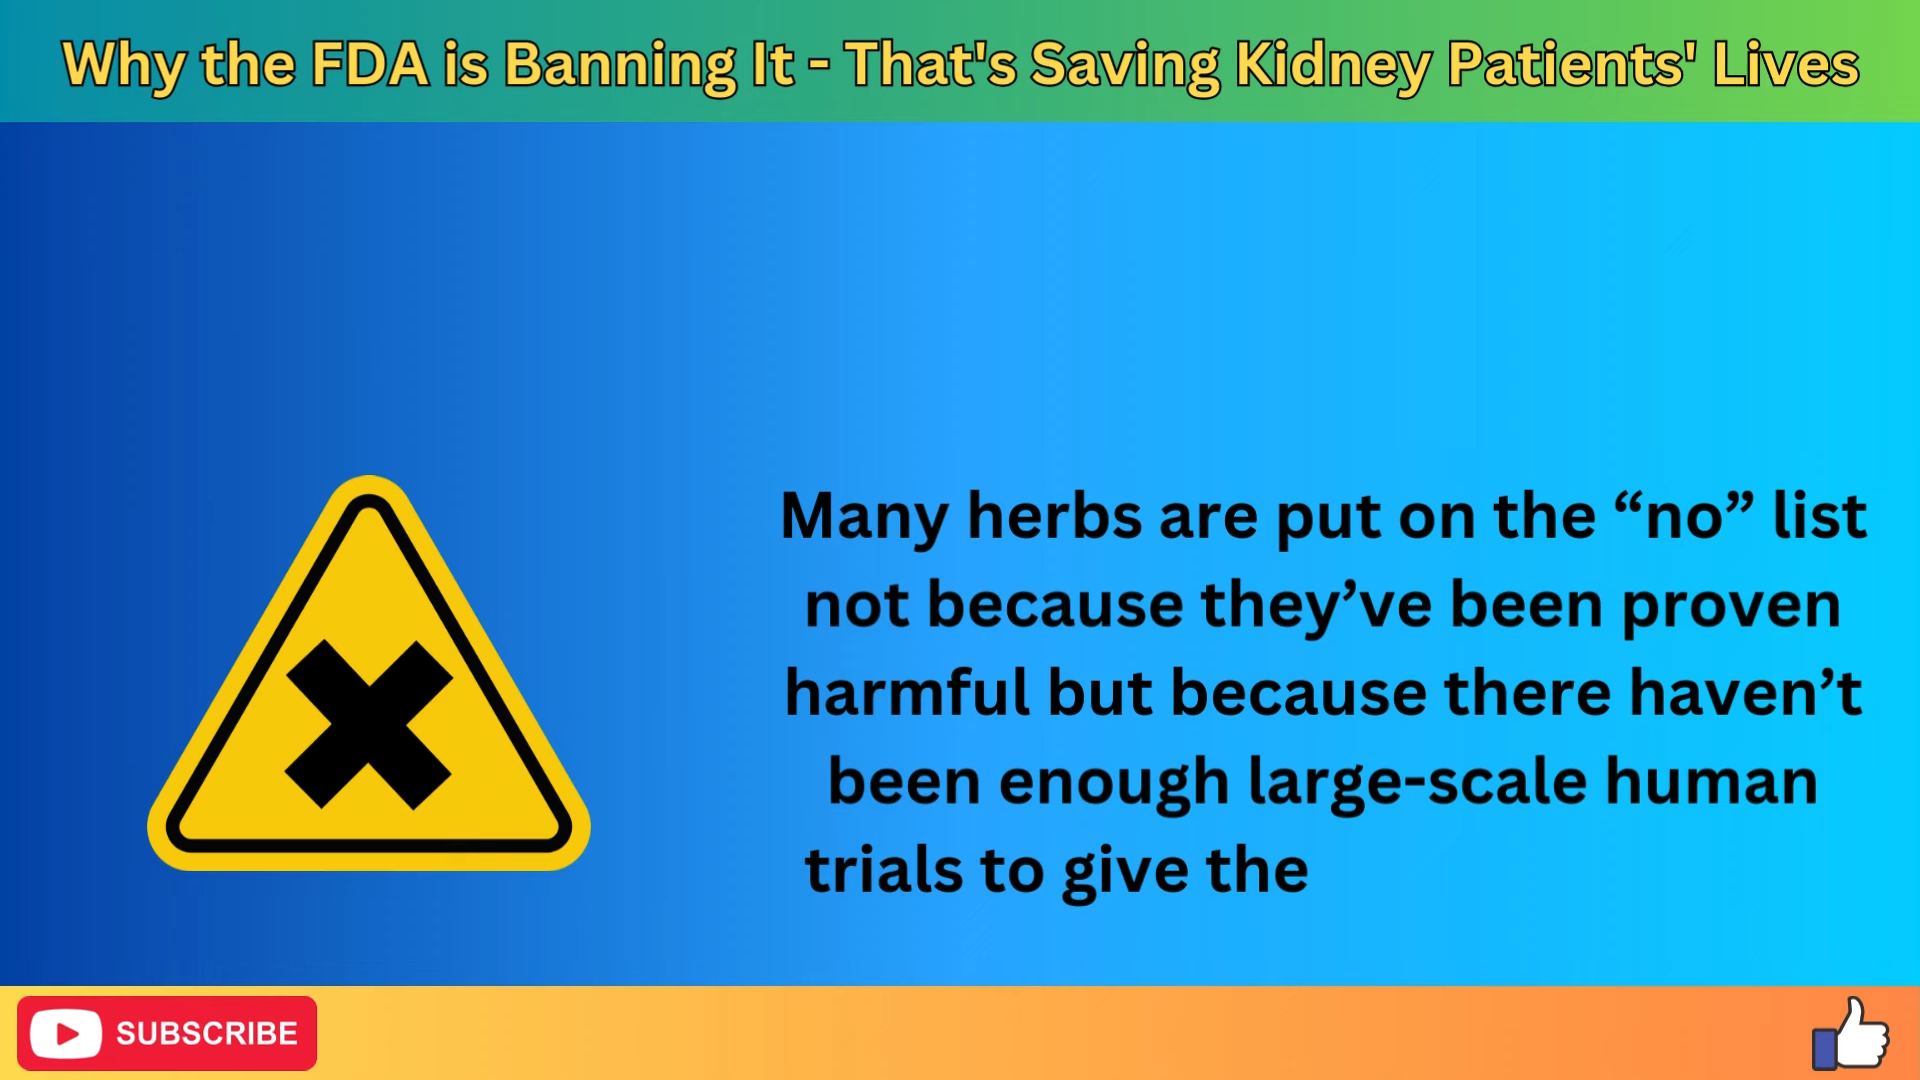 Why the FDA is Banning It - That's Saving Kidney Patients' Lives
Many herbs are put on the “no” list
not because they’ve been proven
harmful but because there haven’t
been enough large-scale human
trials to give the
SUBSCRIBE